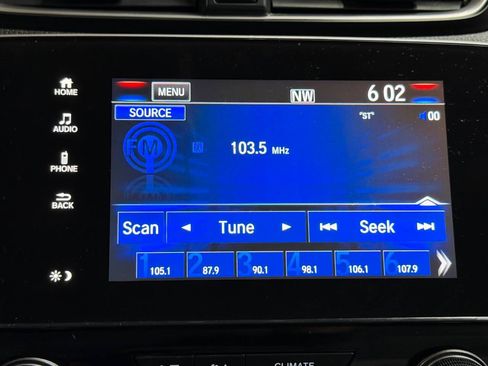 HOME
AUDIO
PHONE
BACK
MENU NW 6 02
SOURCE "ST" 00
FM
103.5 MHz
Scan Tune Seek
1 105.1 2 87.9 3 90.1 4 98.1 5 106.1 6 107.9
CLIMATE